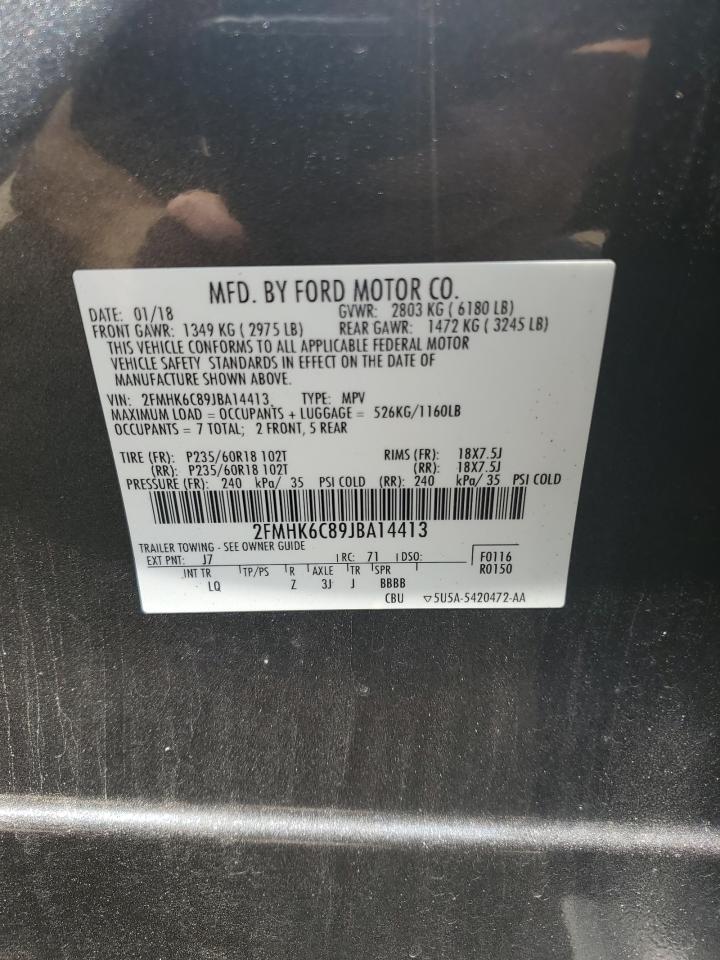 MFD. BY FORD MOTOR CO.
DATE: 01/18 GVWR: 2803 KG ( 6180 LB)
FRONT GAWR: 1349 KG ( 2975 LB) REAR GAWR: 1472 KG ( 3245 LB)
THIS VEHICLE CONFORMS TO ALL APPLICABLE FEDERAL MOTOR
VEHICLE SAFETY STANDARDS IN EFFECT ON THE DATE OF
MANUFACTURE SHOWN ABOVE.
VIN: 2FMHK6C89JBA14413 TYPE: MPV
MAXIMUM LOAD = OCCUPANTS + LUGGAGE = 526KG/1160LB
OCCUPANTS = 7 TOTAL; 2 FRONT, 5 REAR
TIRE (FR): P235/60R18 102T RIMS (FR): 18X7.5J
(RR): P235/60R18 102T (RR): 18X7.5J
PRESSURE (FR): 240 kPa/ 35 PSI COLD (RR): 240 kPa/ 35 PSI COLD
2FMHK6C89JBA14413
TRAILER TOWING - SEE OWNER GUIDE
EXT PNT: J7 RC: 71 DSO: F0116
INT TR TP/PS R AXLE TR SPR R0150
LQ Z 3J J BBBB
CBU ▽5U5A-5420472-AA